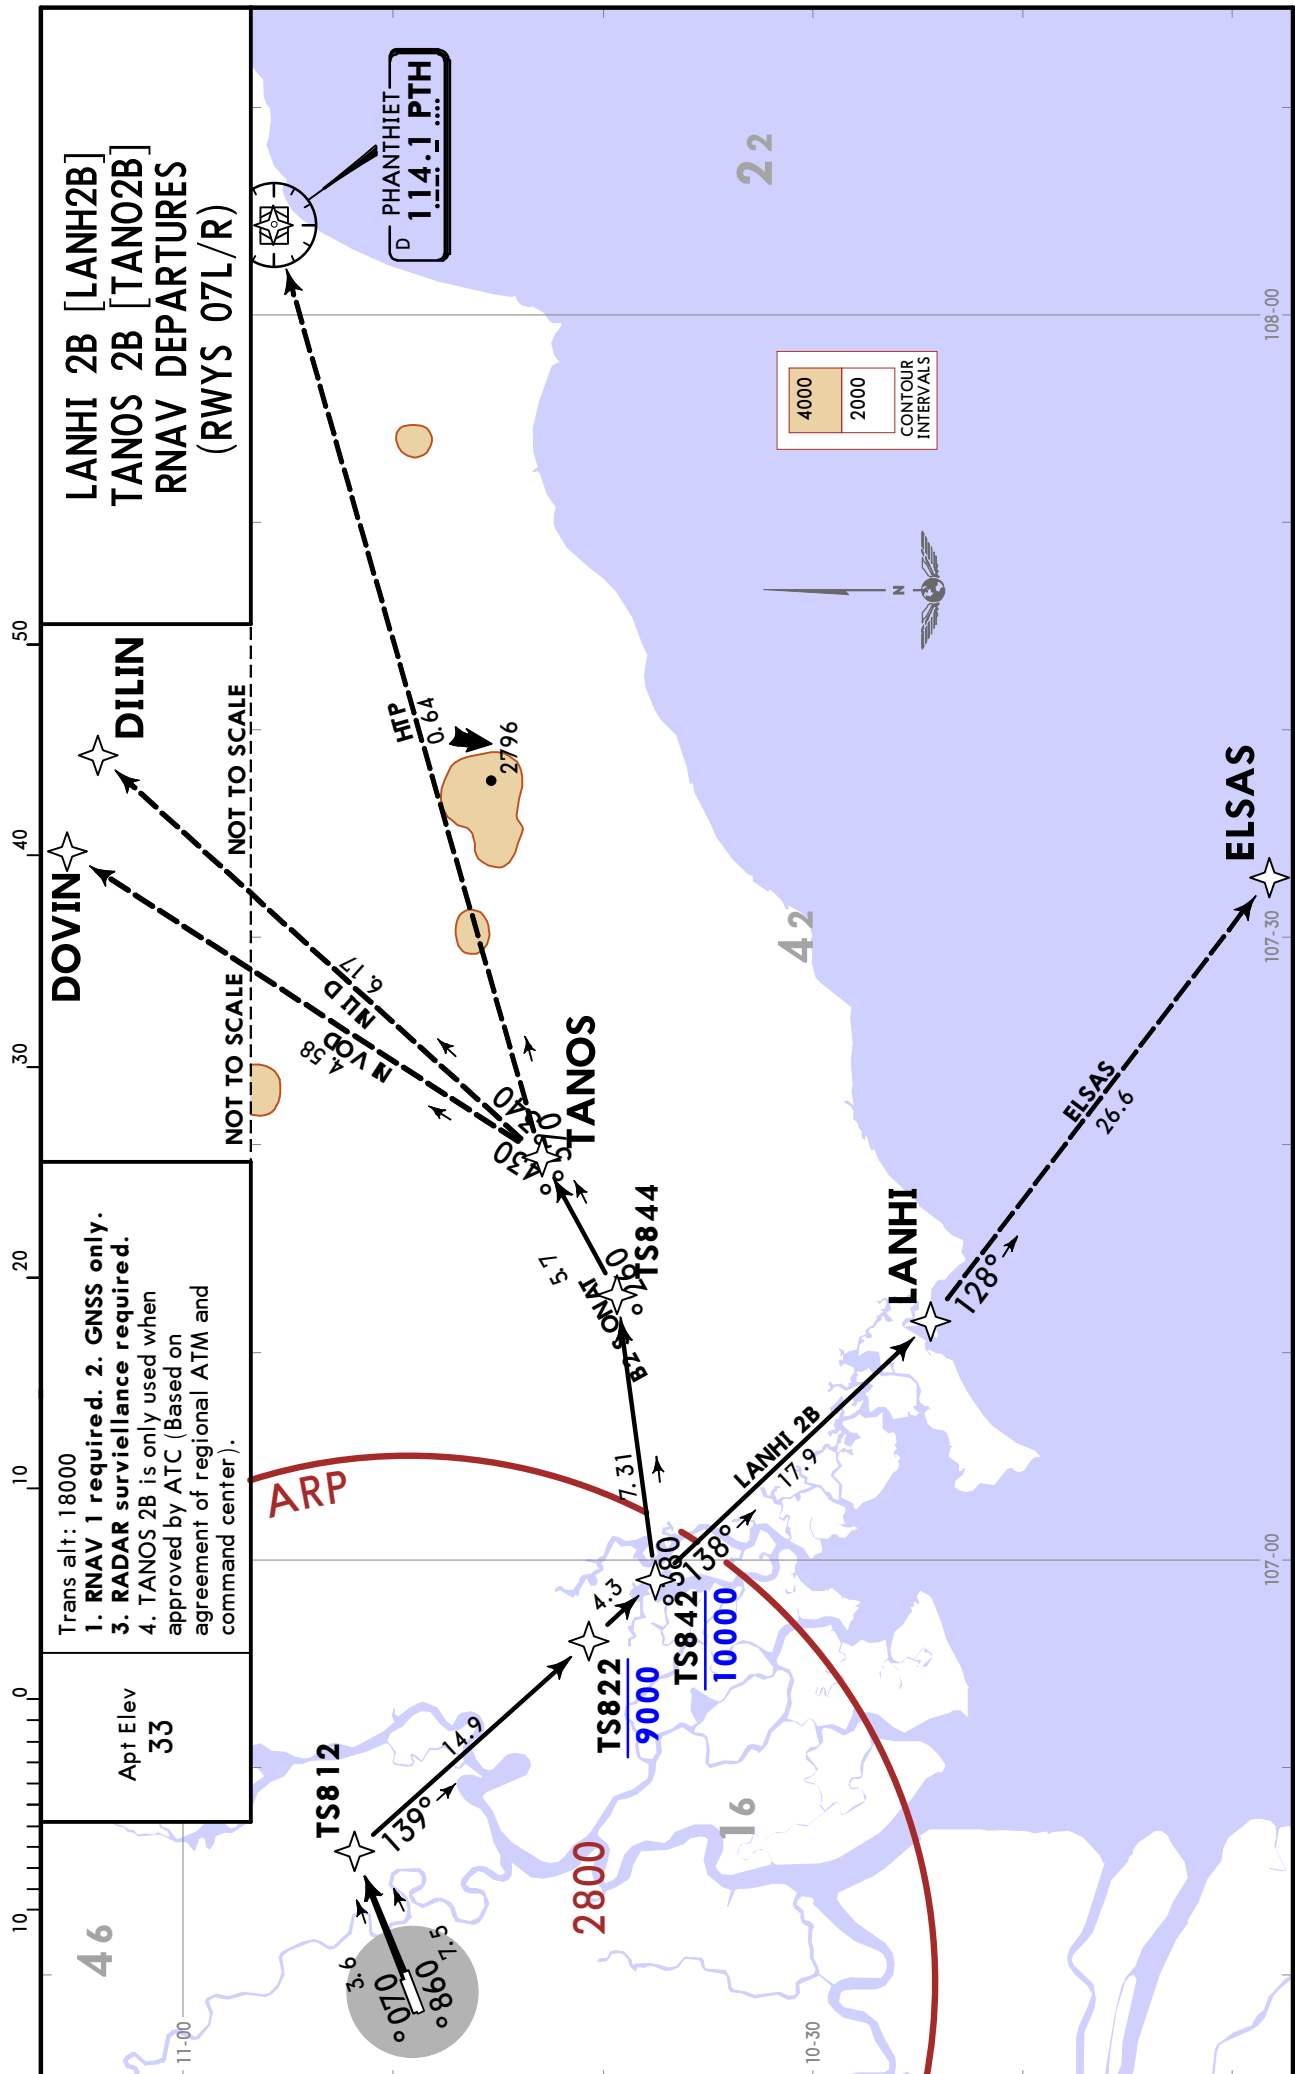 LANHI 2B [LANH2B]
TANOS 2B [TANO2B]
RNAV DEPARTURES
(RWYS 07L/R)
Apt Elev
33
Trans alt: 18000
1. RNAV 1 required. 2. GNSS only.
3. RADAR surviellance required.
4. TANOS 2B is only used when
approved by ATC (Based on
agreement of regional ATM and
command center).
10
0
10
20
30
40
50
NOT TO SCALE
NOT TO SCALE
DOVIN
DILIN
PHANTHIET
D
114.1 PTH
HTP
0.64
2796
6.17
4.58
TANOS
5.7
TS844
7.31
ARP
TS812
139°
14.9
TS822
9000
4.3
TS842
10000
138°
LANHI 2B
17.9
LANHI
128°
ELSAS
26.6
ELSAS
3.6
7.5
2800
46
16
42
22
4000
2000
CONTOUR
INTERVALS
N
11-00
10-30
107-00
107-30
108-00